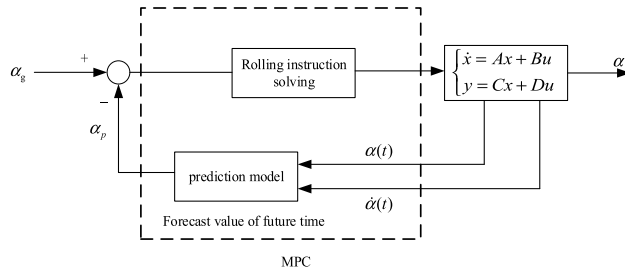 α_g
+
−
α_p
Rolling instruction
solving
ẋ = Ax + Bu
y = Cx + Du
α
α(t)
prediction model
α̇(t)
Forecast value of future time
MPC